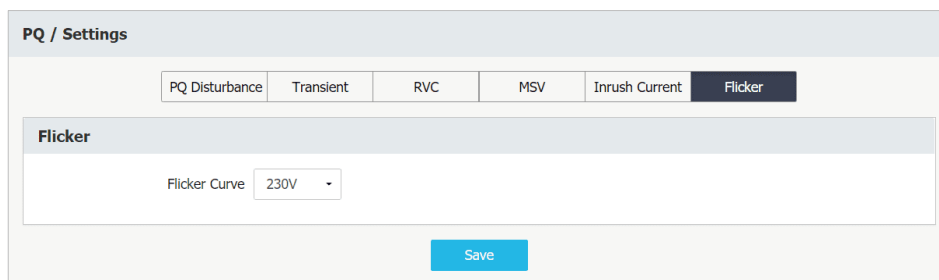 PQ / Settings
PQ Disturbance Transient RVC MSV Inrush Current Flicker
Flicker
Flicker Curve 230V
Save